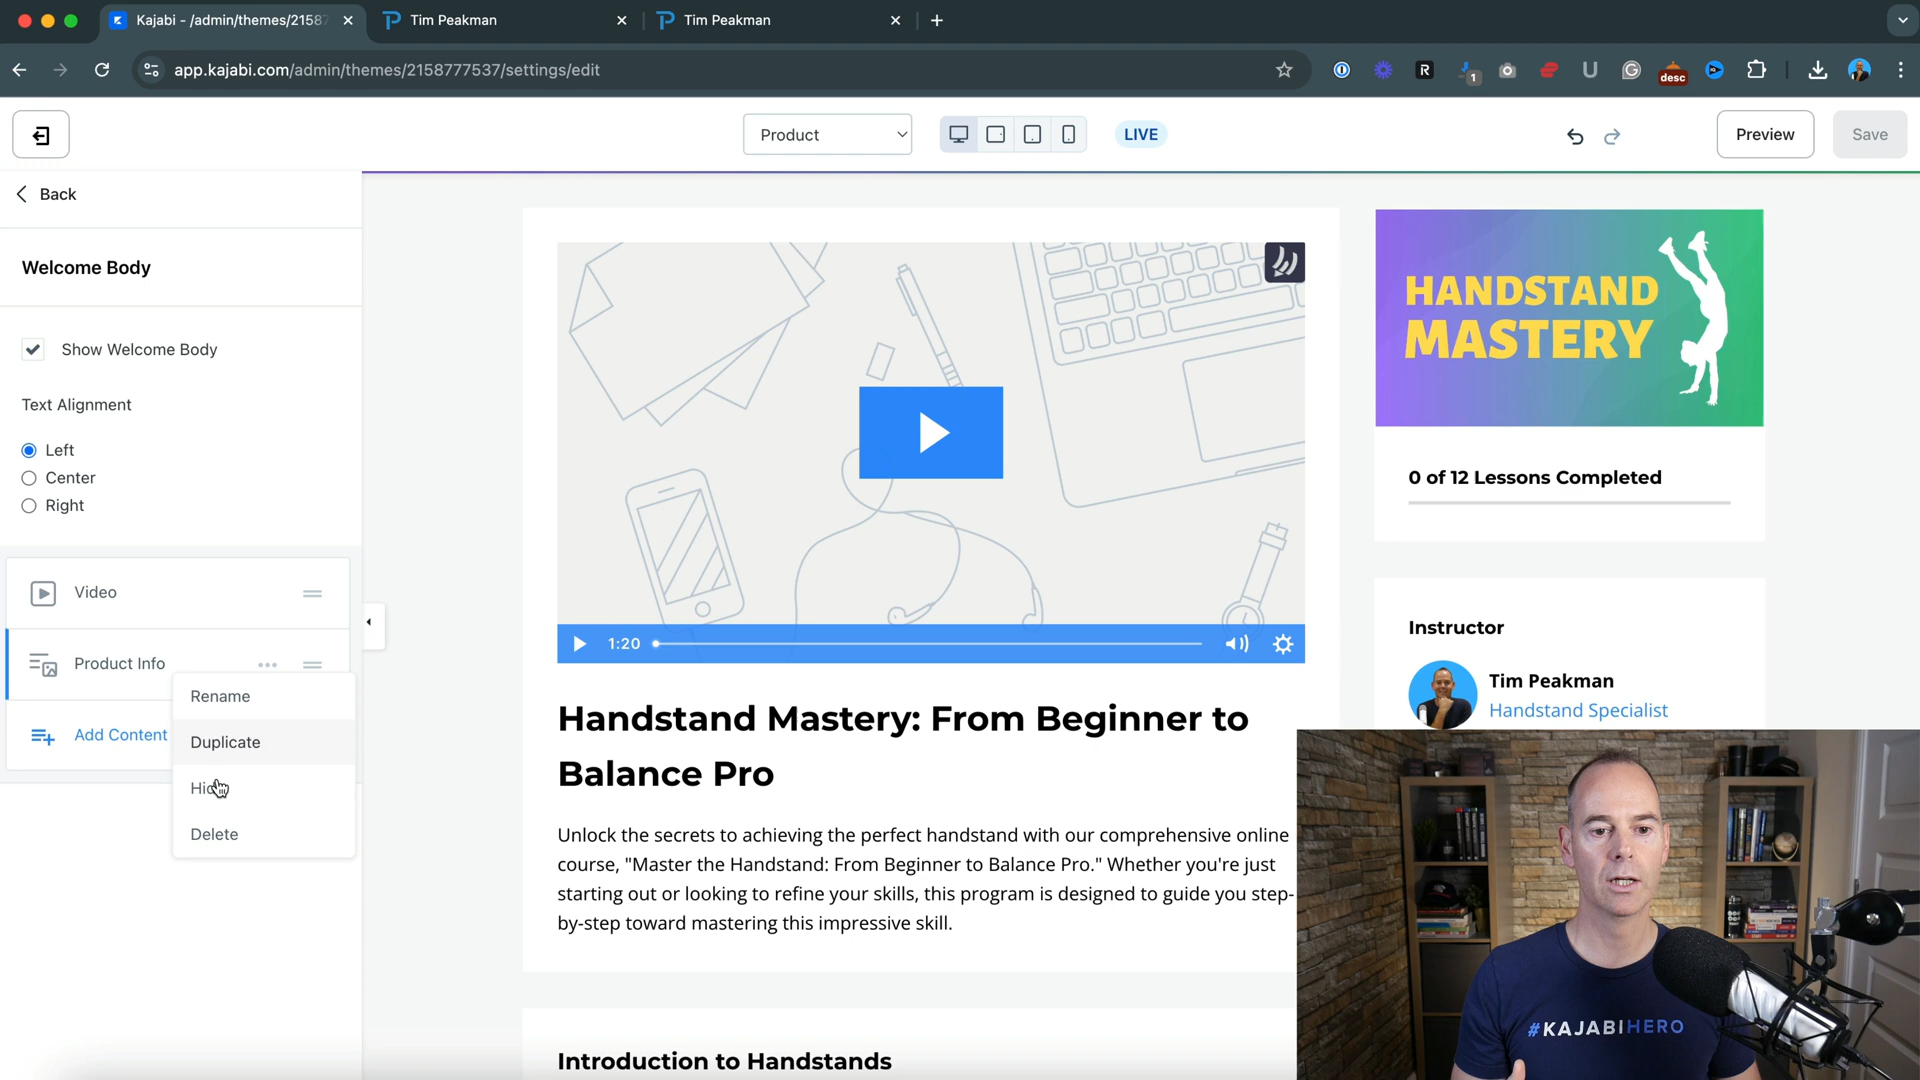 Kajabi - /admin/themes/2158
Tim Peakman
Tim Peakman
app.kajabi.com/admin/themes/2158777537/settings/edit
R
1
U
G
desc
Product
LIVE
Preview
Save
Back
Welcome Body
Show Welcome Body
Text Alignment
Left
Center
Right
Video
Product Info
Add Content
Rename
Duplicate
Delete
1:20
Handstand Mastery: From Beginner to
Balance Pro
Unlock the secrets to achieving the perfect handstand with our comprehensive online
course, "Master the Handstand: From Beginner to Balance Pro." Whether you're just
starting out or looking to refine your skills, this program is designed to guide you step-
by-step toward mastering this impressive skill.
Introduction to Handstands
HANDSTAND
MASTERY
0 of 12 Lessons Completed
Instructor
Tim Peakman
Handstand Specialist
#KAJABIHERO